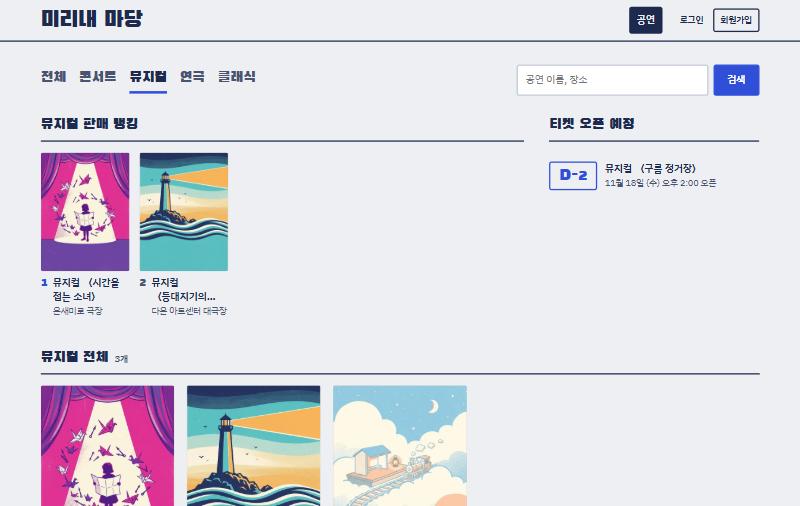 미리내 마당
공연
로그인
회원가입
전체 콘서트 뮤지컬 연극 클래식
공연 이름, 장소
검색
뮤지컬 판매 랭킹
1 뮤지컬 〈시간을 접는 소녀〉
은새미로 극장
2 뮤지컬 〈등대지기의...
다온 아트센터 대극장
티켓 오픈 예정
D-2
뮤지컬 〈구름 정거장〉
11월 18일 (수) 오후 2:00 오픈
뮤지컬 전체 3개